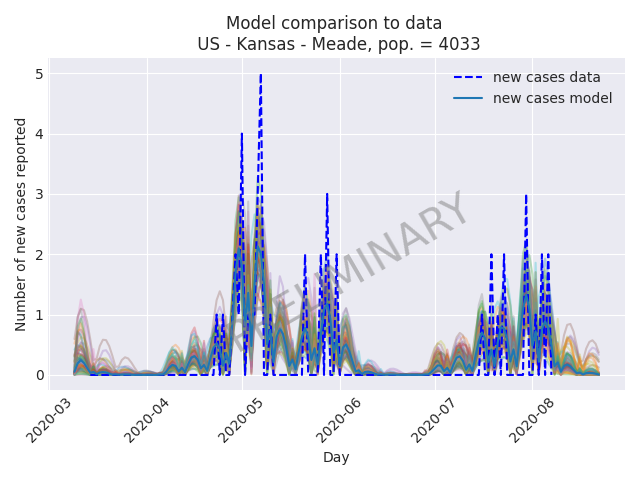 Model comparison to data
US - Kansas - Meade, pop. = 4033
new cases data
new cases model
PRELIMINARY
Number of new cases reported
5
4
3
2
1
0
2020-03
2020-04
2020-05
2020-06
2020-07
2020-08
Day